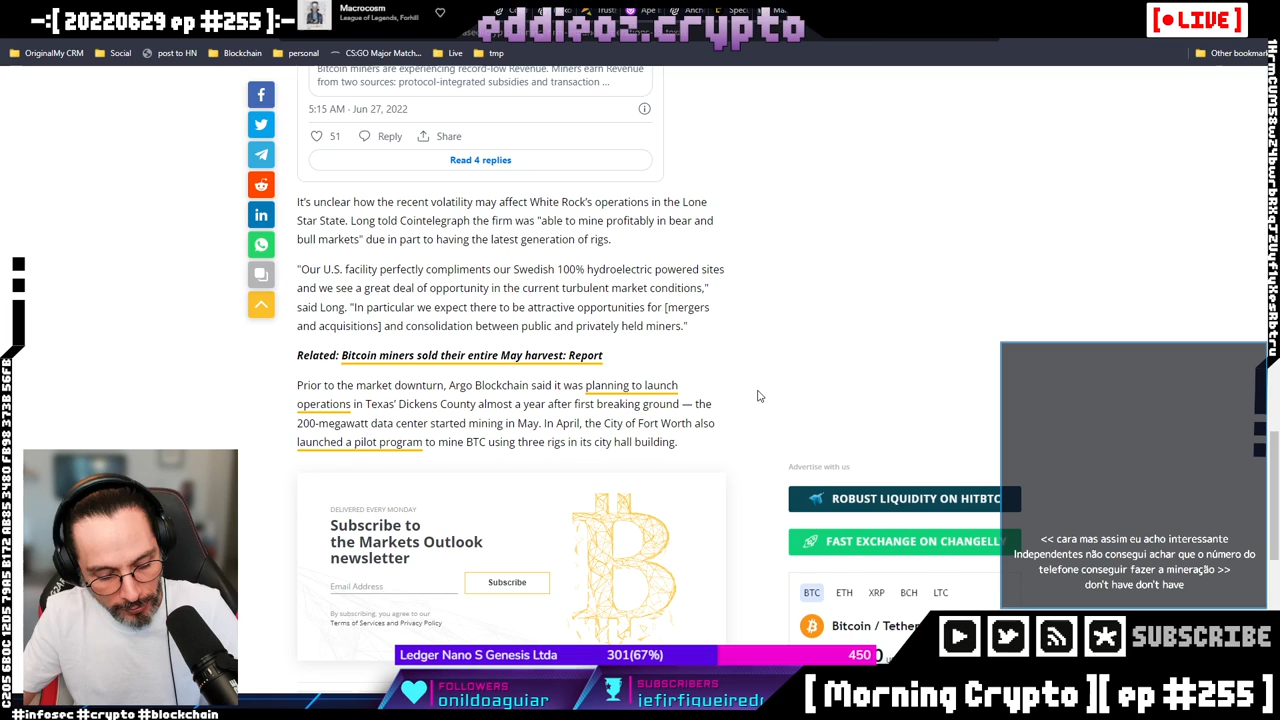 -:[ 20220629 ep #255 ]:-
Macrocosm
League of Legends, Forhill
eddieoz.crypto
[ LIVE ]
OriginalMy CRM
Social
post to HN
Blockchain
personal
CS:GO Major Match...
Live
tmp
Other bookmar
Bitcoin miners are experiencing record-low Revenue. Miners earn Revenue
from two sources: protocol-integrated subsidies and transaction ...
5:15 AM · Jun 27, 2022
51
Reply
Share
Read 4 replies
It's unclear how the recent volatility may affect White Rock's operations in the Lone
Star State. Long told Cointelegraph the firm was "able to mine profitably in bear and
bull markets" due in part to having the latest generation of rigs.
"Our U.S. facility perfectly compliments our Swedish 100% hydroelectric powered sites
and we see a great deal of opportunity in the current turbulent market conditions,"
said Long. "In particular we expect there to be attractive opportunities for [mergers
and acquisitions] and consolidation between public and privately held miners."
Related: Bitcoin miners sold their entire May harvest: Report
Prior to the market downturn, Argo Blockchain said it was planning to launch
operations in Texas' Dickens County almost a year after first breaking ground — the
200-megawatt data center started mining in May. In April, the City of Fort Worth also
launched a pilot program to mine BTC using three rigs in its city hall building.
DELIVERED EVERY MONDAY
Subscribe to
the Markets Outlook
newsletter
Email Address
Subscribe
By subscribing, you agree to our
Terms of Services and Privacy Policy
Advertise with us
ROBUST LIQUIDITY ON HITBTC
FAST EXCHANGE ON CHANGELLY
BTC
ETH
XRP
BCH
LTC
Bitcoin / Tether
<< cara mas assim eu acho interessante
Independentes não consegui achar que o número do
telefone conseguir fazer a mineração >>
don't have don't have
Ledger Nano S Genesis Ltda
301(67%)
450
FOLLOWERS
onildoaguiar
SUBSCRIBERS
SUBSCRIBE
[ Morning Crypto ][ ep #255 ]
#infosec #crypto #blockchain